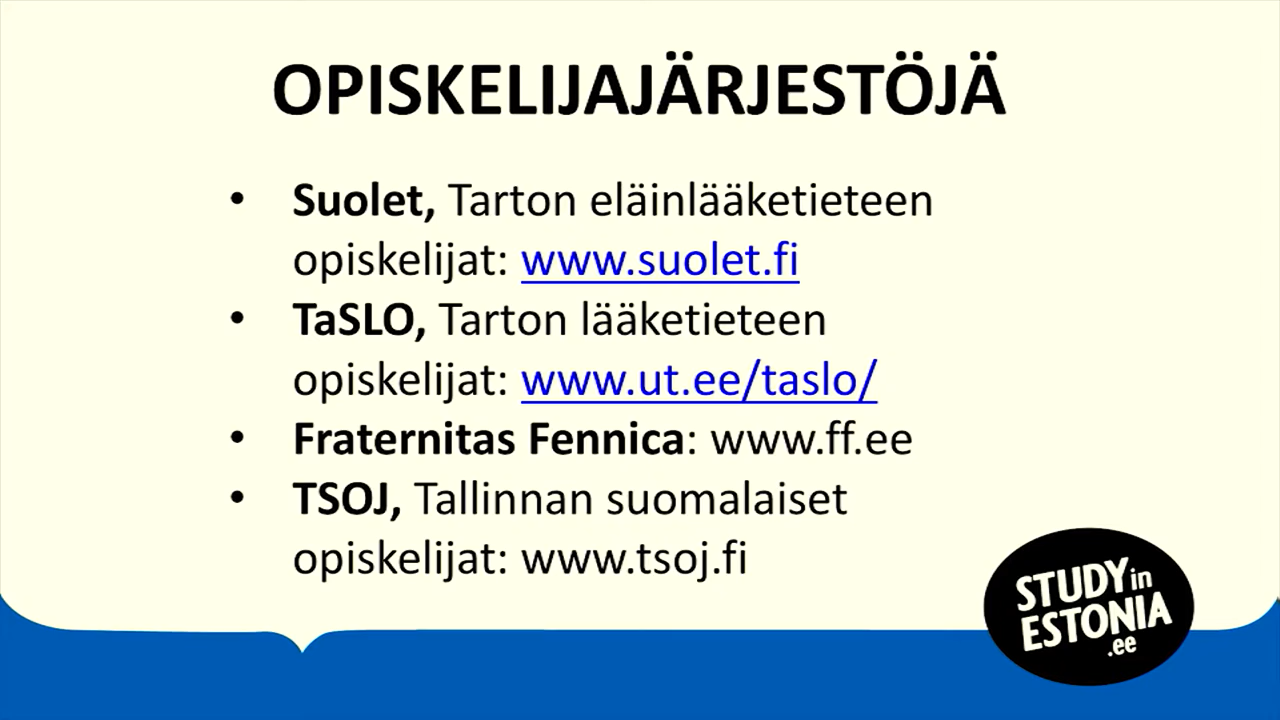 OPISKELIJAJÄRJESTÖJÄ
• Suolet, Tarton eläinlääketieteen
opiskelijat: www.suolet.fi
• TaSLO, Tarton lääketieteen
opiskelijat: www.ut.ee/taslo/
• Fraternitas Fennica: www.ff.ee
• TSOJ, Tallinnan suomalaiset
opiskelijat: www.tsoj.fi
STUDY in
ESTONIA
.ee